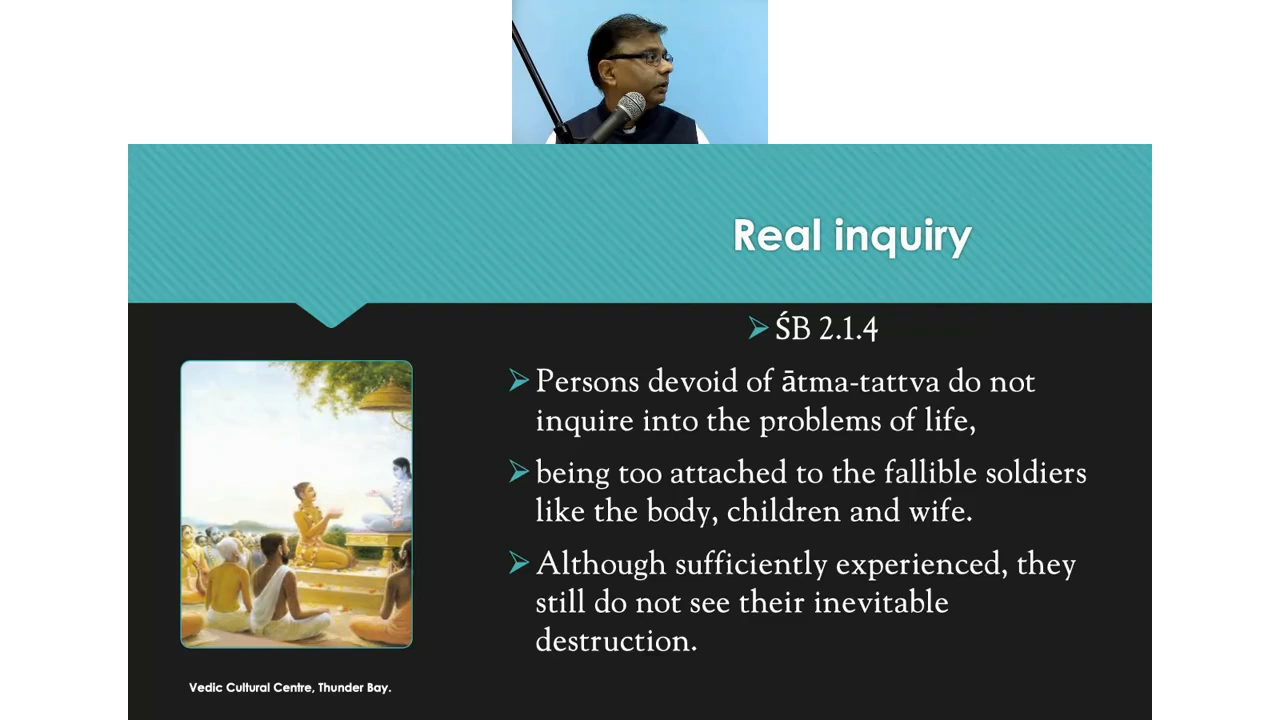 Real inquiry
ŚB 2.1.4
Persons devoid of ātma-tattva do not
inquire into the problems of life,
being too attached to the fallible soldiers
like the body, children and wife.
Although sufficiently experienced, they
still do not see their inevitable
destruction.
Vedic Cultural Centre, Thunder Bay.